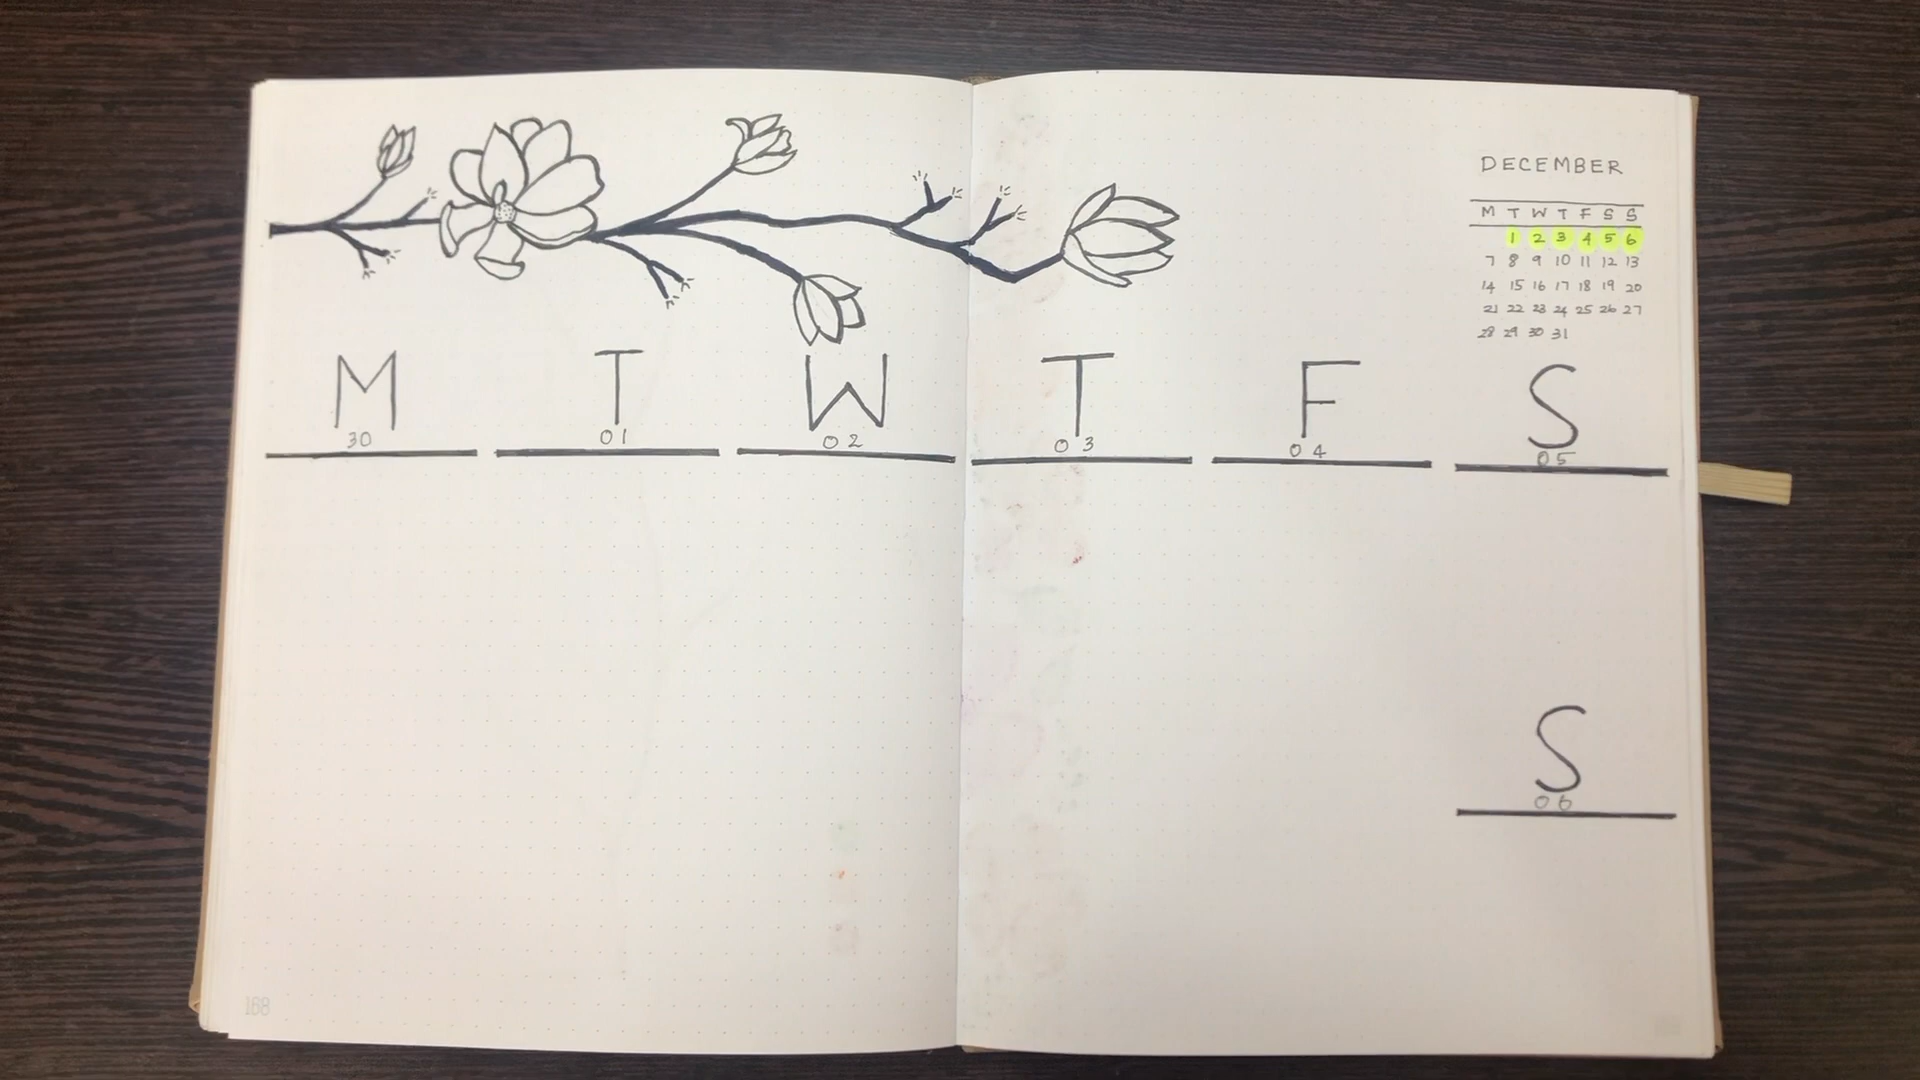 DECEMBER
M T W T F S S
1 2 3 4 5 6
7 8 9 10 11 12 13
14 15 16 17 18 19 20
21 22 23 24 25 26 27
28 29 30 31
M T W T F S
30 01 02 03 04 05
S
06
168